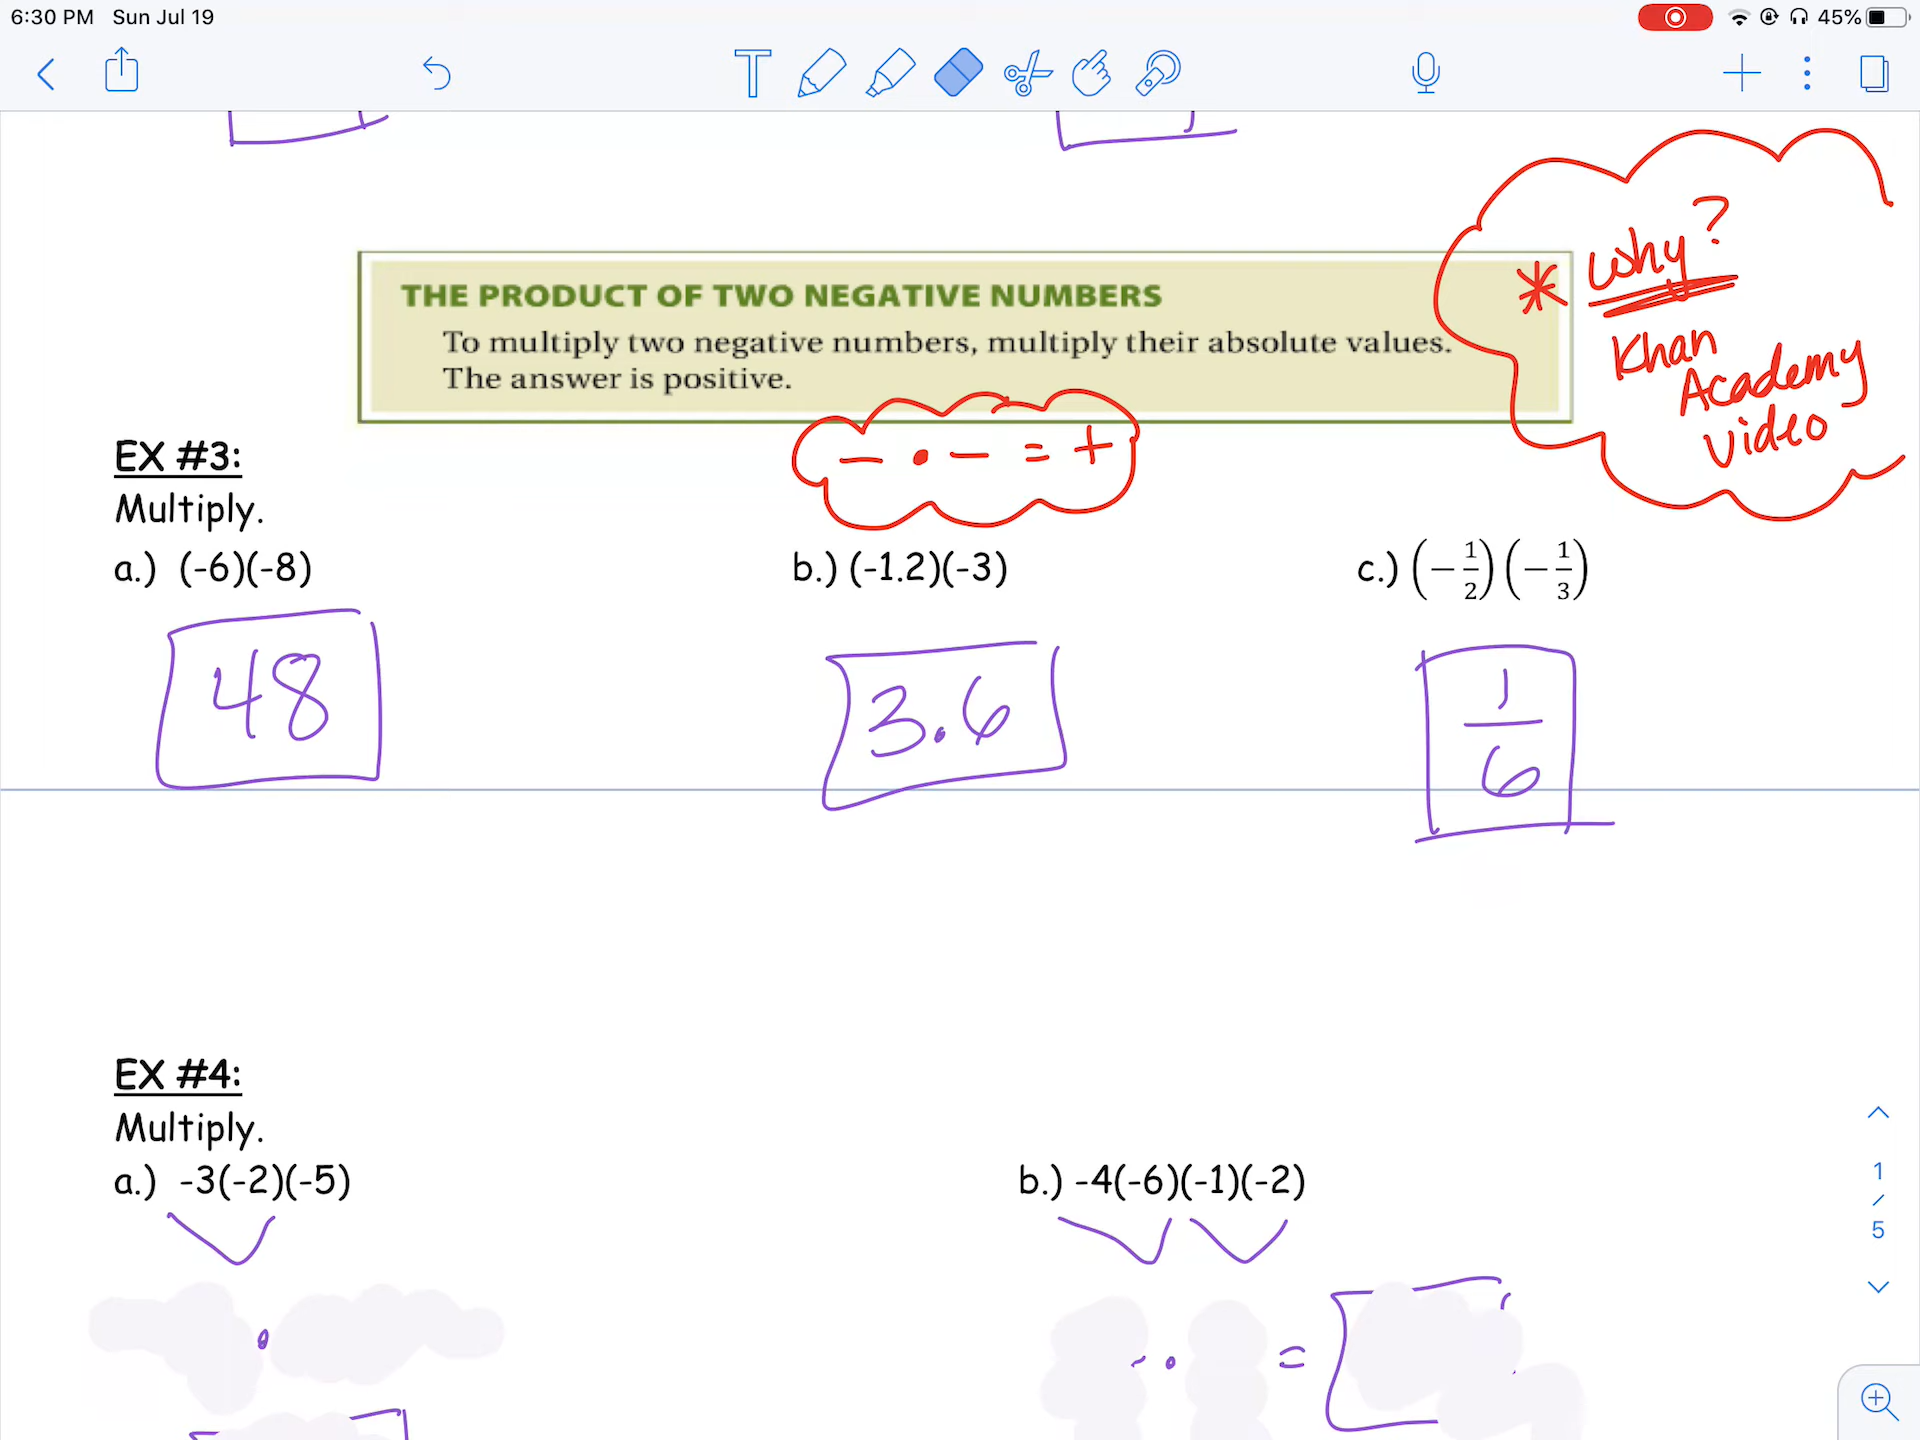 6:30 PM Sun Jul 19
45%
THE PRODUCT OF TWO NEGATIVE NUMBERS
To multiply two negative numbers, multiply their absolute values.
The answer is positive.
* Why?
Khan
Academy
Video
− • − = +
EX #3:
Multiply.
a.) (-6)(-8)
b.) (-1.2)(-3)
c.) (−1/2)(−1/3)
48
3.6
1/6
EX #4:
Multiply.
a.) -3(-2)(-5)
b.) -4(-6)(-1)(-2)
•
• =
1
/
5